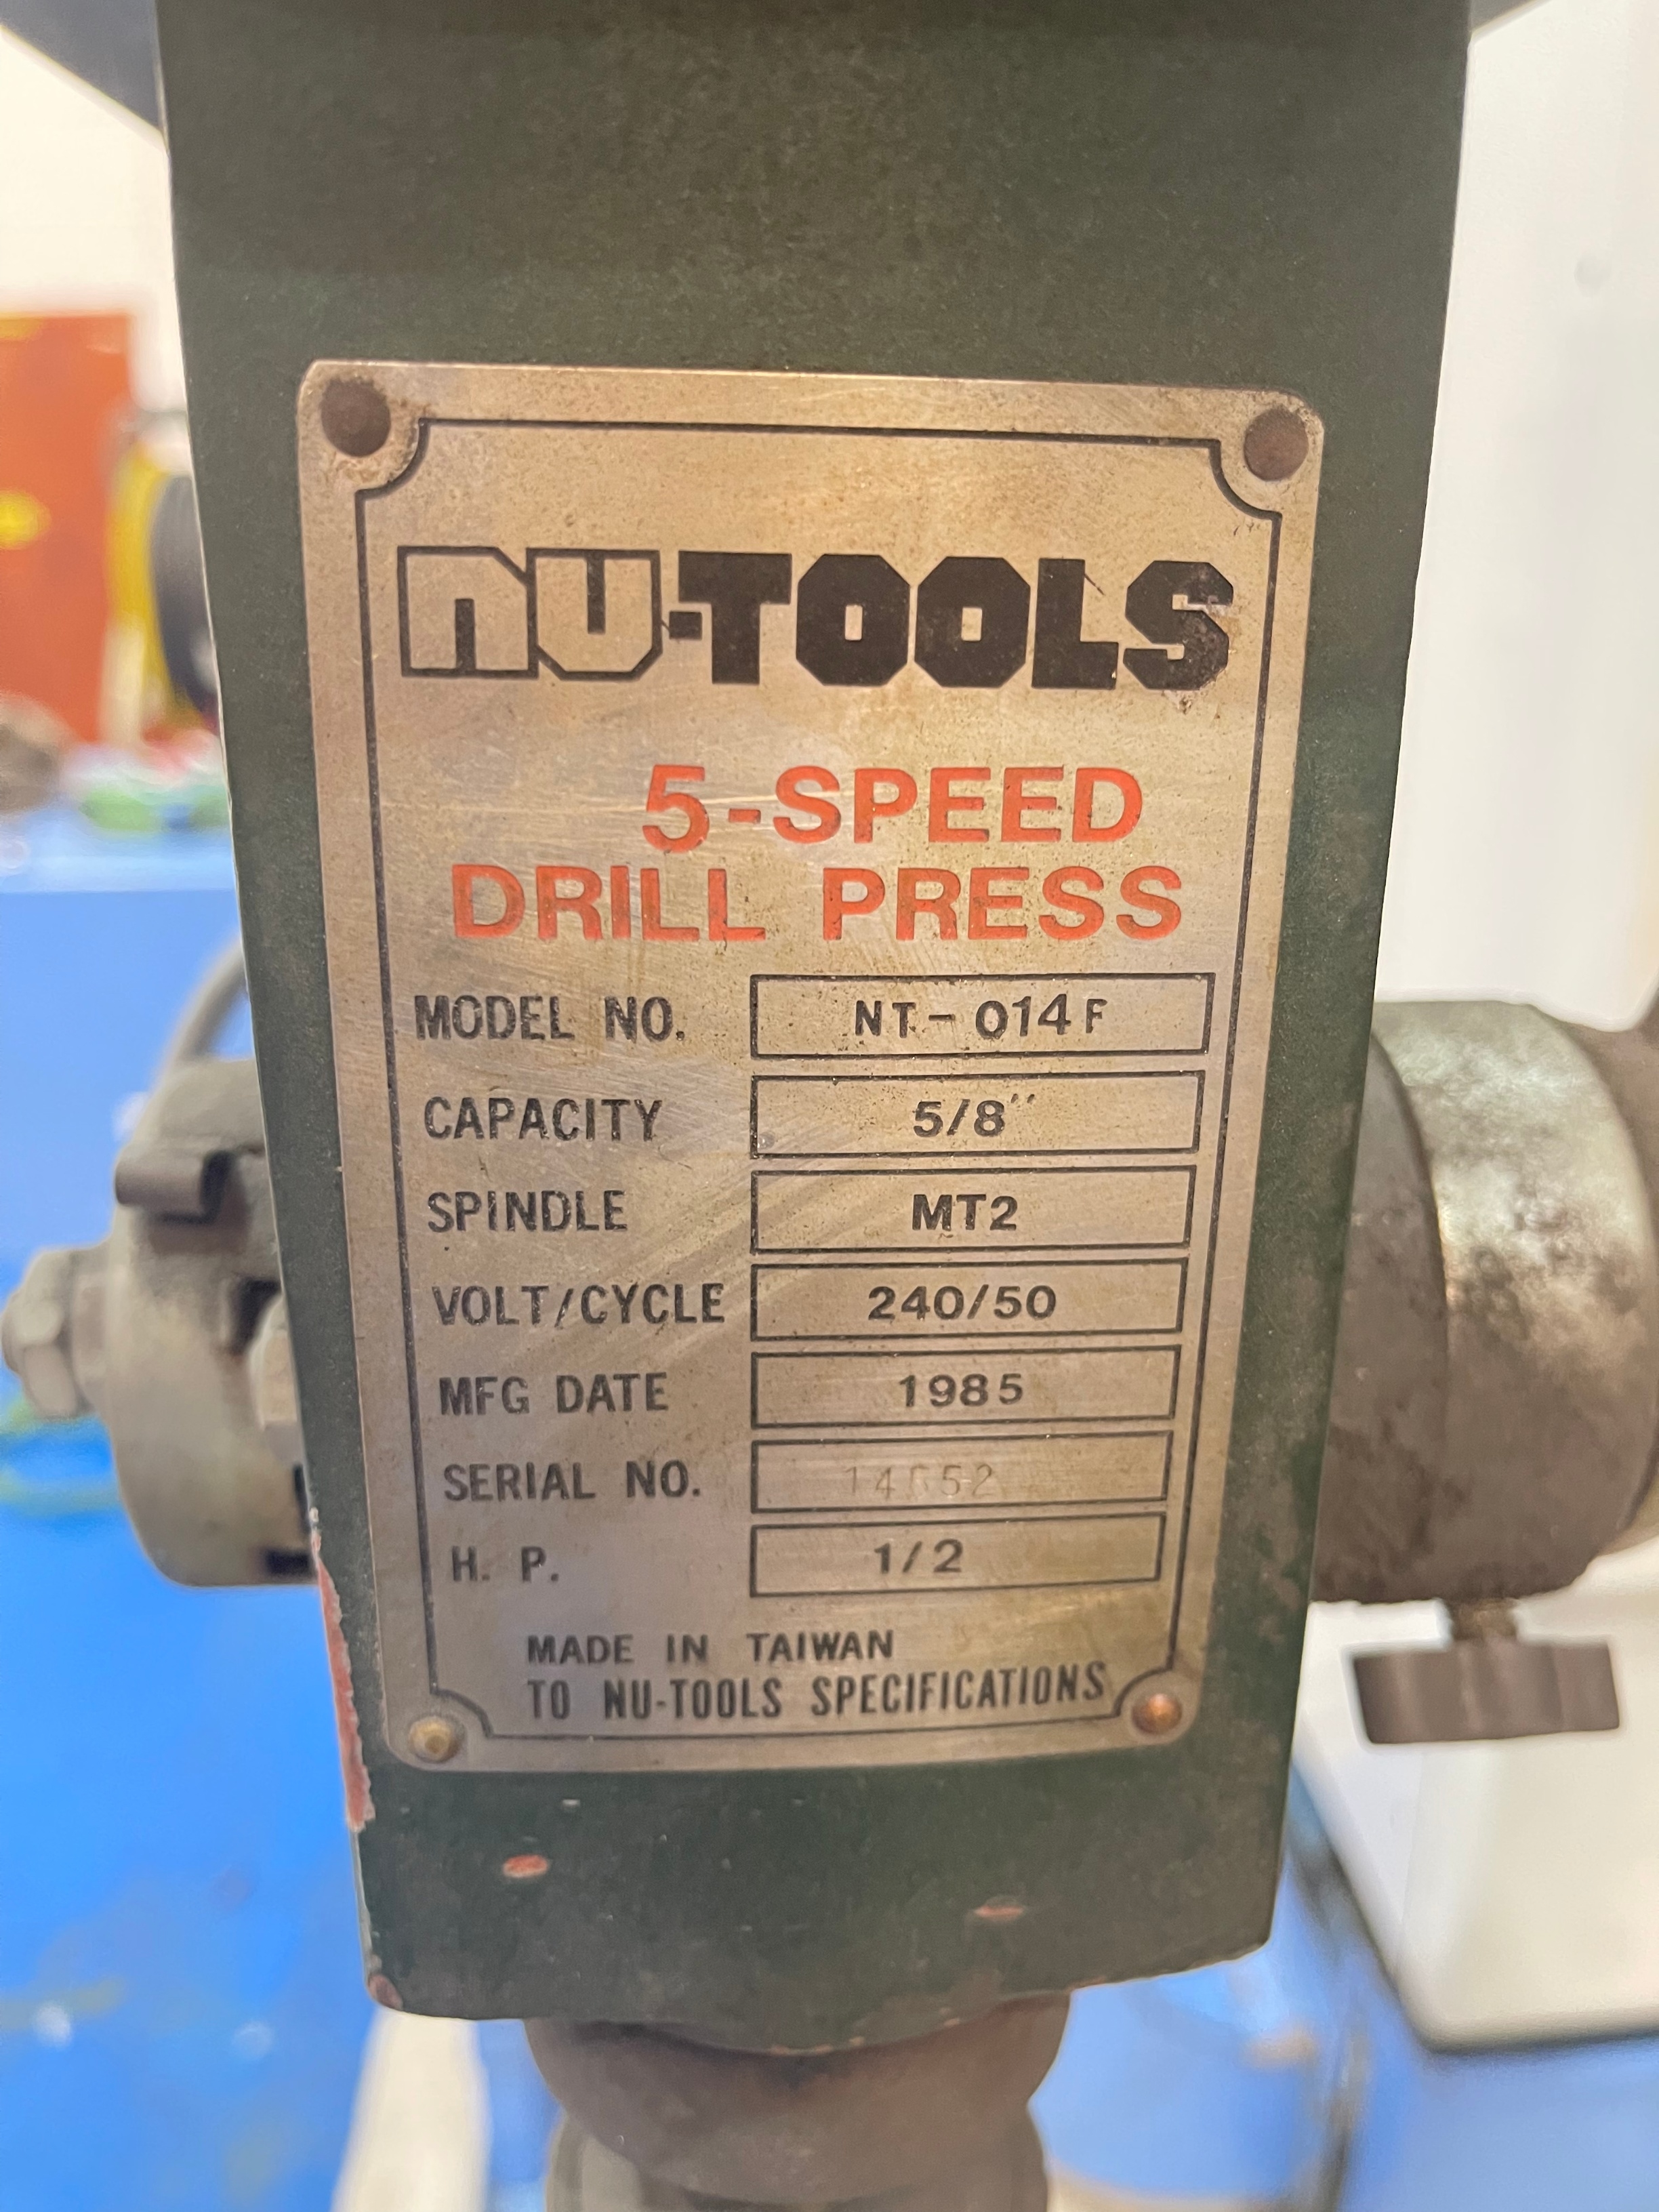 NU-TOOLS
5-SPEED
DRILL PRESS
MODEL NO. NT-014F
CAPACITY 5/8"
SPINDLE MT2
VOLT/CYCLE 240/50
MFG DATE 1985
SERIAL NO.
H. P. 1/2
MADE IN TAIWAN
TO NU-TOOLS SPECIFICATIONS